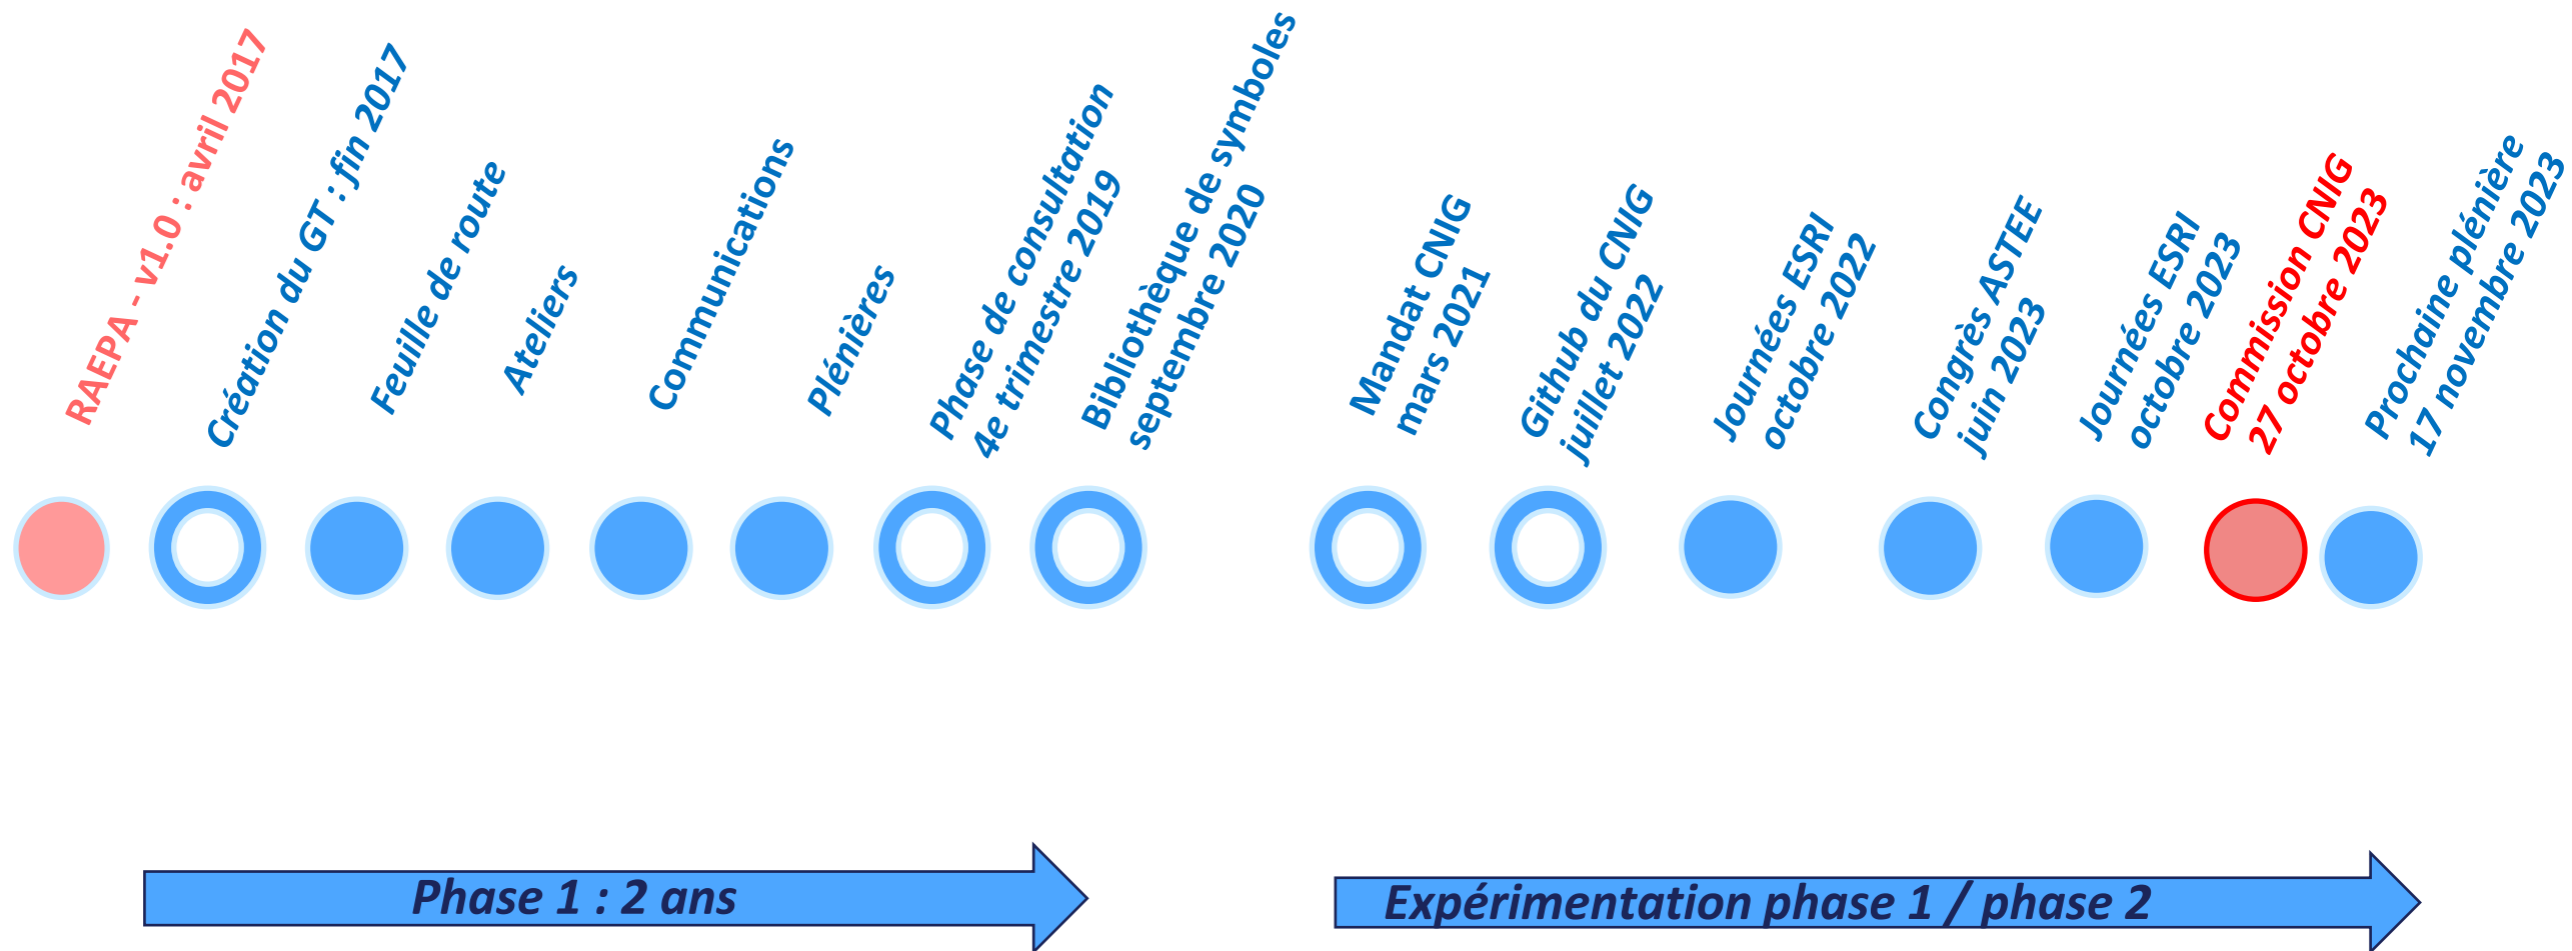 RAEPA - v1.0 : avril 2017
Création du GT : fin 2017
Feuille de route
Ateliers
Communications
Plénières
Phase de consultation
4e trimestre 2019
Bibliothèque de symboles
septembre 2020
Mandat CNIG
mars 2021
Github du CNIG
juillet 2022
Journées ESRI
octobre 2022
Congrès ASTEE
juin 2023
Journées ESRI
octobre 2023
Commission CNIG
27 octobre 2023
Prochaine plénière
17 novembre 2023
Phase 1 : 2 ans
Expérimentation phase 1 / phase 2